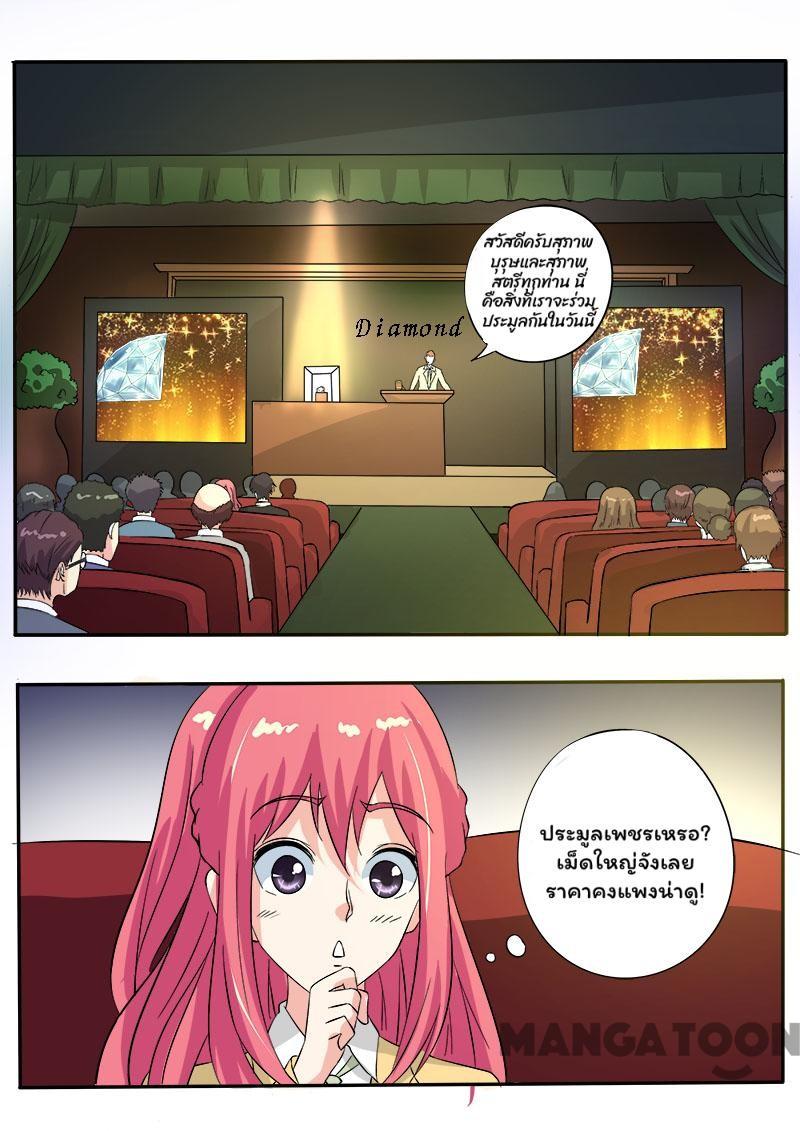 สวัสดีครับสุภาพ
บุรุษและสุภาพ
สตรีทุกท่าน นี่
คือสิ่งที่เราจะร่วม
ประมูลกันในวันนี้
Diamond
ประมูลเพชรเหรอ?
เม็ดใหญ่จังเลย
ราคาคงแพงน่าดู!
MANGATOON